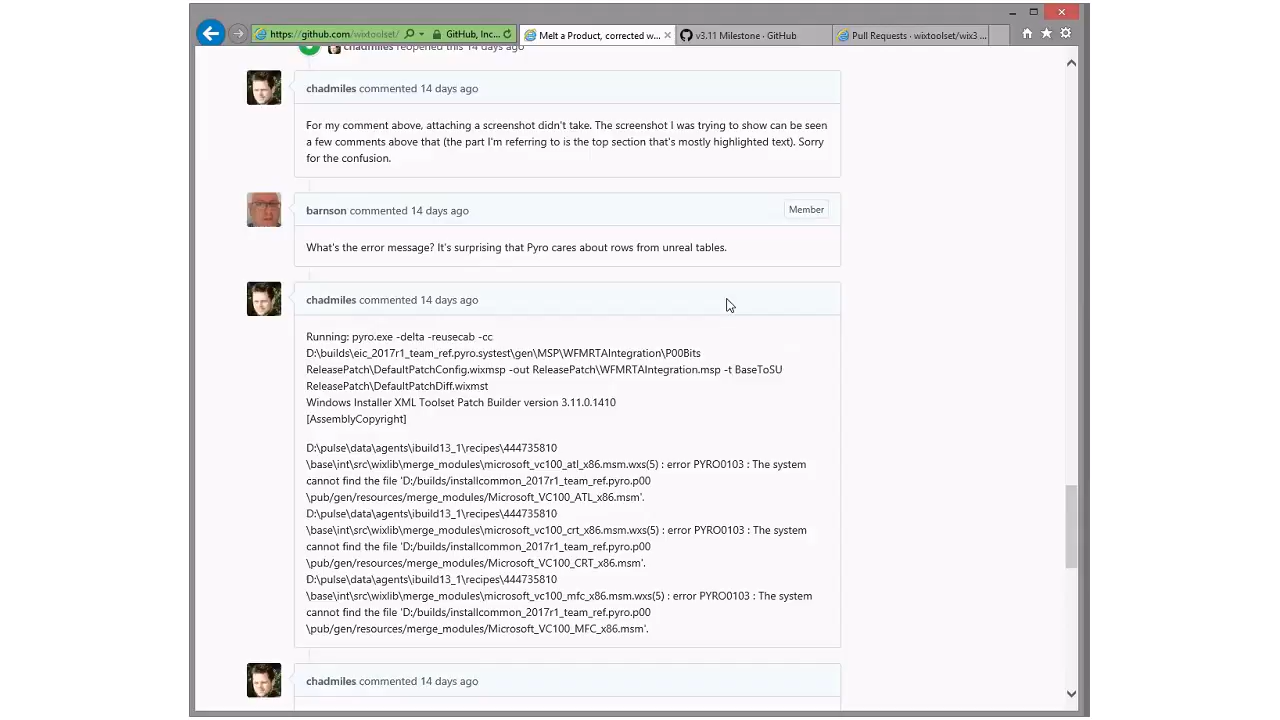 https://github.com/wixtoolset/
GitHub, Inc...
Melt a Product, corrected w...
v3.11 Milestone · GitHub
Pull Requests · wixtoolset/wix3 ...
chadmiles reopened this 14 days ago
chadmiles commented 14 days ago
For my comment above, attaching a screenshot didn't take. The screenshot I was trying to show can be seen
a few comments above that (the part I'm referring to is the top section that's mostly highlighted text). Sorry
for the confusion.
barnson commented 14 days ago
Member
What's the error message? It's surprising that Pyro cares about rows from unreal tables.
chadmiles commented 14 days ago
Running: pyro.exe -delta -reusecab -cc
D:\builds\eic_2017r1_team_ref.pyro.systest\gen\MSP\WFMRTAIntegration\P00Bits
ReleasePatch\DefaultPatchConfig.wixmsp -out ReleasePatch\WFMRTAIntegration.msp -t BaseToSU
ReleasePatch\DefaultPatchDiff.wixmst
Windows Installer XML Toolset Patch Builder version 3.11.0.1410
[AssemblyCopyright]
D:\pulse\data\agents\ibuild13_1\recipes\444735810
\base\int\src\wixlib\merge_modules\microsoft_vc100_atl_x86.msm.wxs(5) : error PYRO0103 : The system
cannot find the file 'D:/builds/installcommon_2017r1_team_ref.pyro.p00
\pub/gen/resources/merge_modules/Microsoft_VC100_ATL_x86.msm'.
D:\pulse\data\agents\ibuild13_1\recipes\444735810
\base\int\src\wixlib\merge_modules\microsoft_vc100_crt_x86.msm.wxs(5) : error PYRO0103 : The system
cannot find the file 'D:/builds/installcommon_2017r1_team_ref.pyro.p00
\pub/gen/resources/merge_modules/Microsoft_VC100_CRT_x86.msm'.
D:\pulse\data\agents\ibuild13_1\recipes\444735810
\base\int\src\wixlib\merge_modules\microsoft_vc100_mfc_x86.msm.wxs(5) : error PYRO0103 : The system
cannot find the file 'D:/builds/installcommon_2017r1_team_ref.pyro.p00
\pub/gen/resources/merge_modules/Microsoft_VC100_MFC_x86.msm'.
chadmiles commented 14 days ago